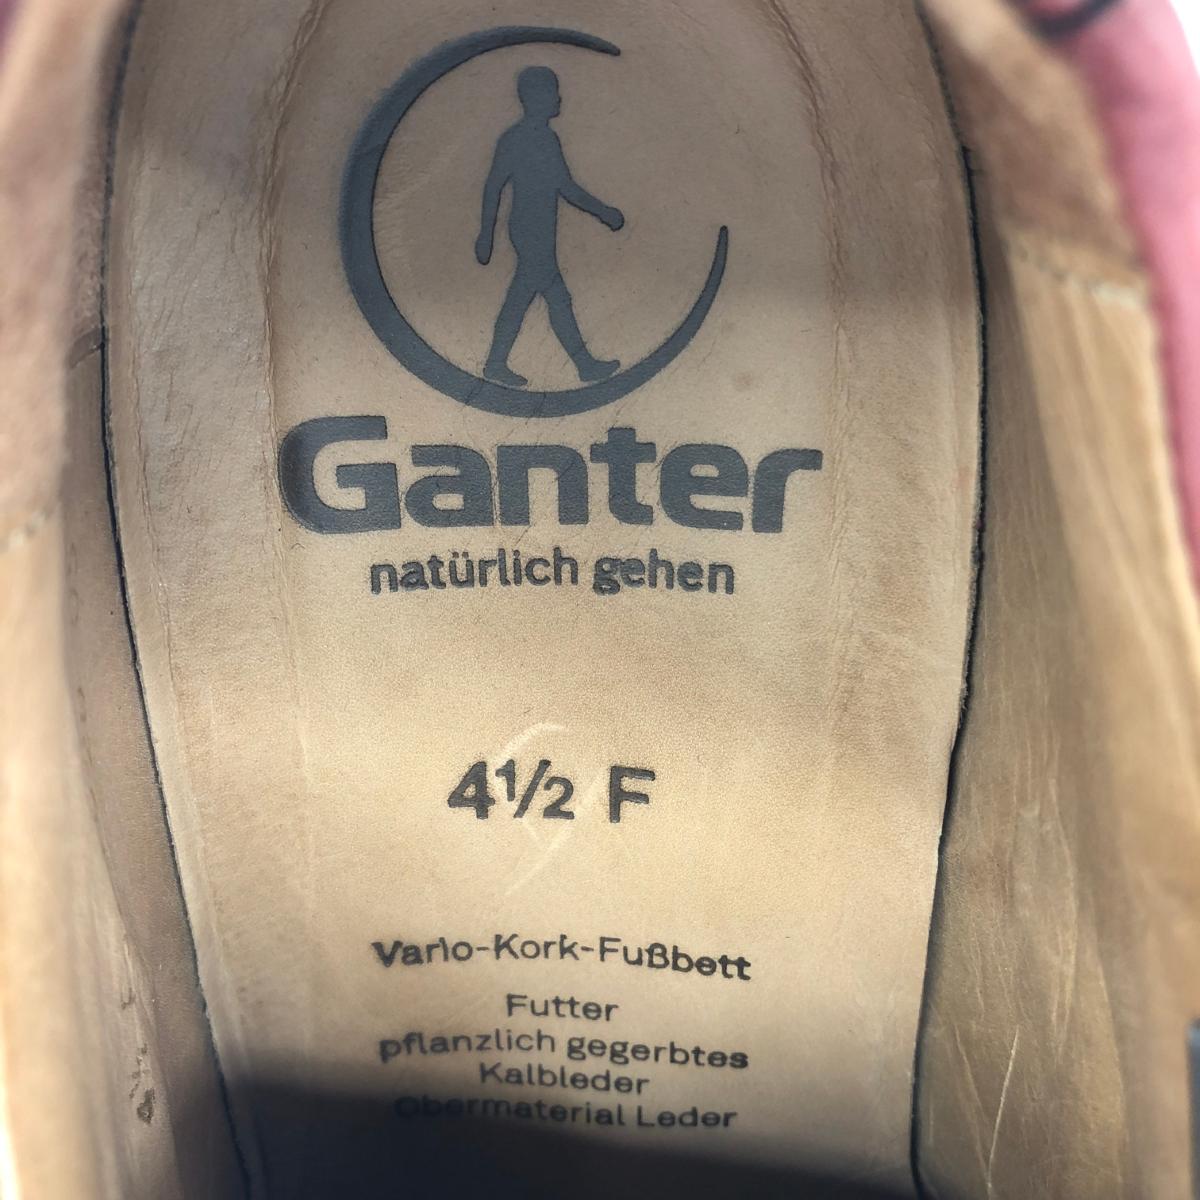 Ganter
natürlich gehen
4½ F
Vario-Kork-Fußbett
Futter
pflanzlich gegerbtes
Kalbleder
Obermaterial Leder